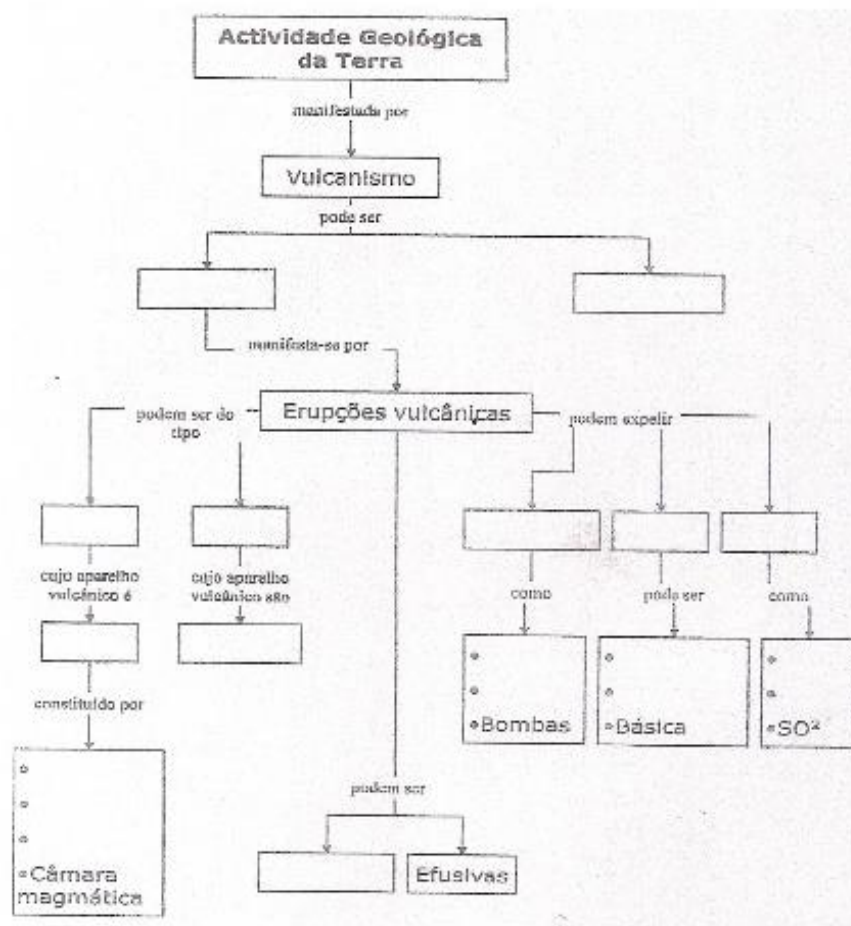 Actividade Geológica
da Terra
manifestada por
Vulcanismo
pode ser
manifesta-se por
Erupções vulcânicas
podem ser do
tipo
podem expelir
cujo aparelho
vulcânico é
cujo aparelho
vulcânico são
como
pode ser
como
Bombas
Básica
SO²
constituído por
podem ser
Câmara
magmática
Efusivas